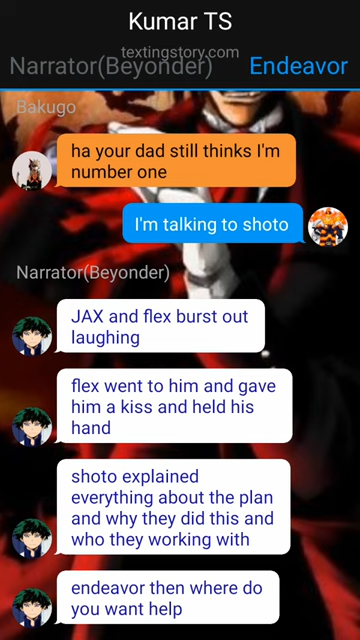 Kumar TS
textingstory.com
Narrator(Beyonder) Endeavor
Bakugo
ha your dad still thinks I'm
number one
I'm talking to shoto
Narrator(Beyonder)
JAX and flex burst out
laughing
flex went to him and gave
him a kiss and held his
hand
shoto explained
everything about the plan
and why they did this and
who they working with
endeavor then where do
you want help